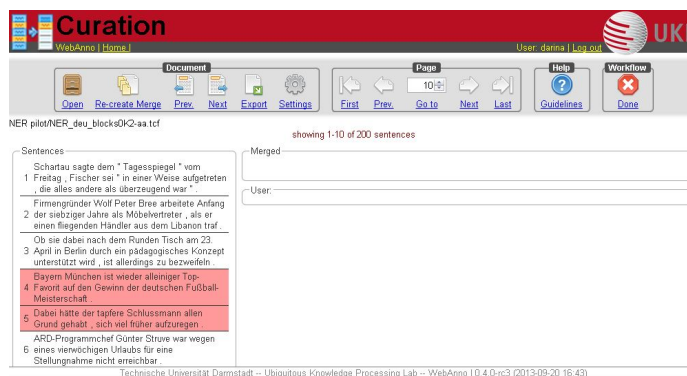 Curation
WebAnno | Home |
User: darina | Log out
UK
Document
Page
Help
Workflow
10
Open Re-create Merge Prev. Next Export Settings
First Prev. Go to Next Last
Guidelines
Done
NER pilot/NER_deu_blocks0K2-aa.tcf
showing 1-10 of 200 sentences
Sentences
Schartau sagte dem " Tagesspiegel " vom
1 Freitag , Fischer sei " in einer Weise aufgetreten
, die alles andere als überzeugend war " .
Firmengründer Wolf Peter Bree arbeitete Anfang
2 der siebziger Jahre als Möbelvertreter , als er
einen fliegenden Händler aus dem Libanon traf .
Ob sie dabei nach dem Runden Tisch am 23.
3 April in Berlin durch ein pädagogisches Konzept
unterstützt wird , ist allerdings zu bezweifeln .
Bayern München ist wieder alleiniger Top-
4 Favorit auf den Gewinn der deutschen Fußball-
Meisterschaft .
Dabei hätte der tapfere Schlussmann allen
5 Grund gehabt , sich viel früher aufzuregen .
ARD-Programmchef Günter Struve war wegen
6 eines vierwöchigen Urlaubs für eine
Stellungnahme nicht erreichbar .
Merged
User:
Technische Universität Darmstadt -- Ubiquitous Knowledge Processing Lab -- WebAnno | 0.4.0-rc3 (2013-09-20 16:43)